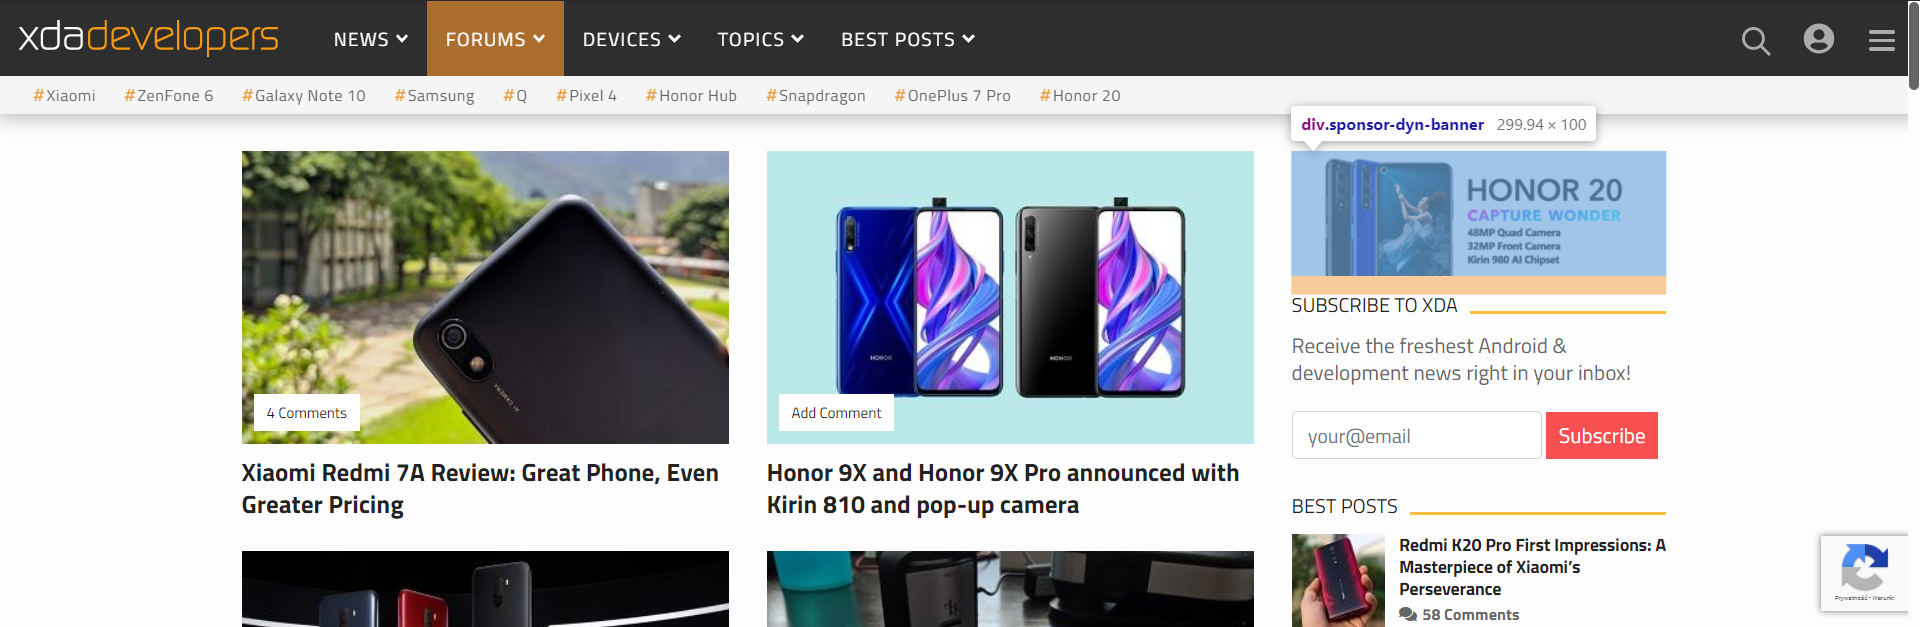 xdadevelopers
NEWS
FORUMS
DEVICES
TOPICS
BEST POSTS
#Xiaomi
#ZenFone 6
#Galaxy Note 10
#Samsung
#Q
#Pixel 4
#Honor Hub
#Snapdragon
#OnePlus 7 Pro
#Honor 20
div.sponsor-dyn-banner 299.94 × 100
HONOR 20
CAPTURE WONDER
48MP Quad Camera
32MP Front Camera
Kirin 980 AI Chipset
AI CAMERA
4 Comments
Xiaomi Redmi 7A Review: Great Phone, Even
Greater Pricing
HONOR
HONOR
Add Comment
Honor 9X and Honor 9X Pro announced with
Kirin 810 and pop-up camera
SUBSCRIBE TO XDA
Receive the freshest Android &
development news right in your inbox!
your@email
Subscribe
BEST POSTS
Redmi K20 Pro First Impressions: A
Masterpiece of Xiaomi's
Perseverance
58 Comments
Prywatność • Warunki